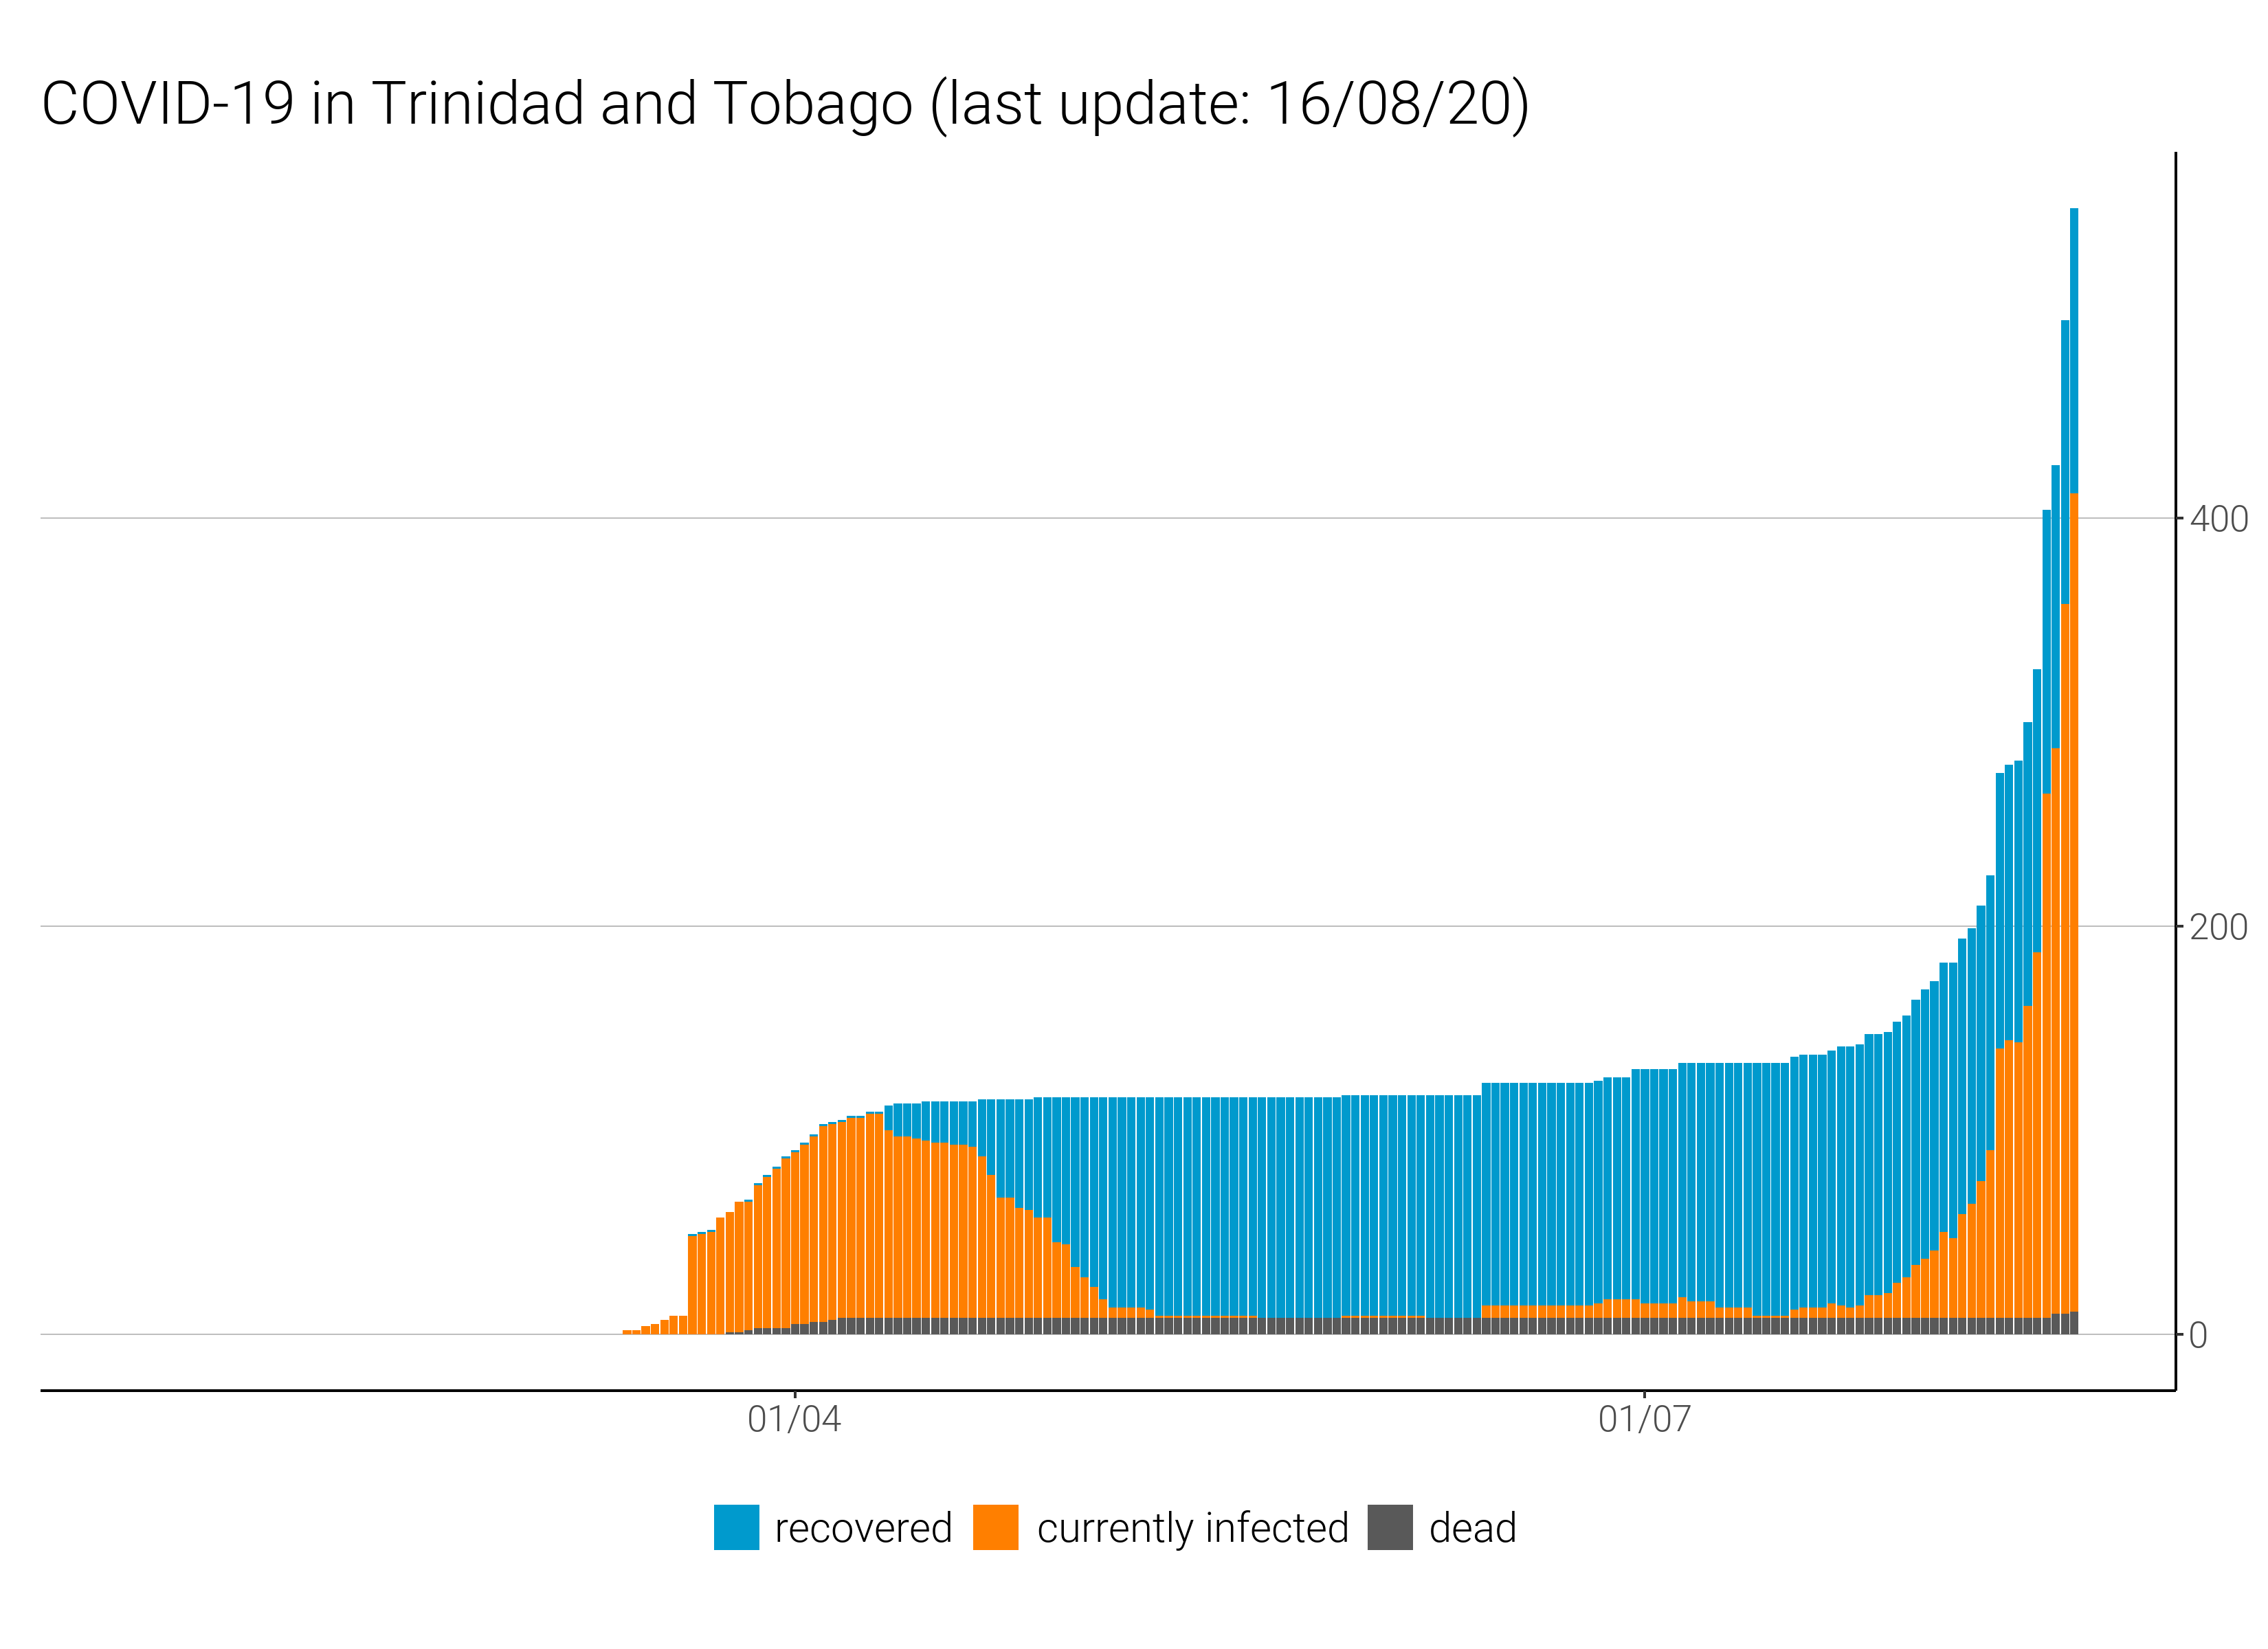 COVID-19 in Trinidad and Tobago (last update: 16/08/20)
400
200
0
01/04 01/07
recovered currently infected dead